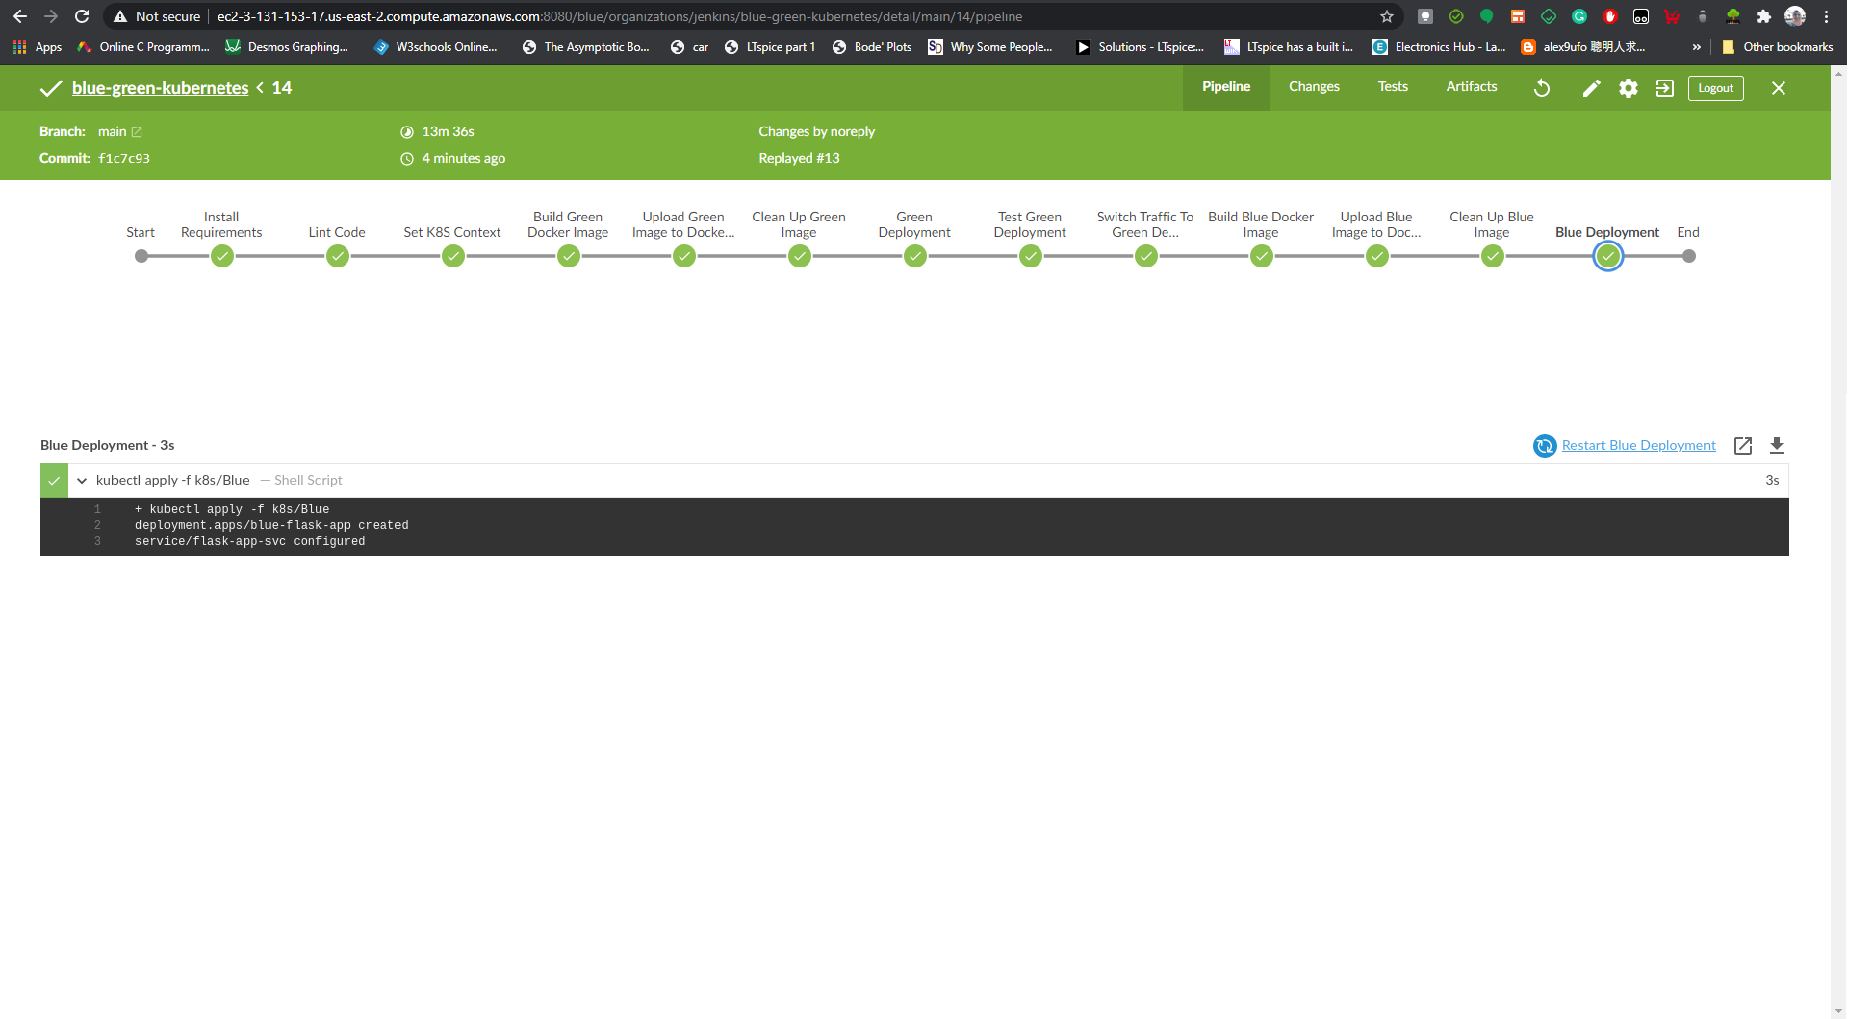 Not secure | ec2-3-131-153-17.us-east-2.compute.amazonaws.com:8080/blue/organizations/jenkins/blue-green-kubernetes/detail/main/14/pipeline
Apps Online C Programm... Desmos Graphing... W3schools Online... The Asymptotic Bo... car LTspice part 1 Bode' Plots Why Some People... Solutions - LTspice... LTspice has a built i... Electronics Hub - La... alex9ufo 聰明人求... » Other bookmarks
blue-green-kubernetes < 14 Pipeline Changes Tests Artifacts Logout
Branch: main 13m 36s Changes by noreply
Commit: f1c7c93 4 minutes ago Replayed #13
Start
Install
Requirements
Lint Code
Set K8S Context
Build Green
Docker Image
Upload Green
Image to Docke...
Clean Up Green
Image
Green
Deployment
Test Green
Deployment
Switch Traffic To
Green De...
Build Blue Docker
Image
Upload Blue
Image to Doc...
Clean Up Blue
Image
Blue Deployment
End
Blue Deployment - 3s Restart Blue Deployment
kubectl apply -f k8s/Blue — Shell Script 3s
1 + kubectl apply -f k8s/Blue
2 deployment.apps/blue-flask-app created
3 service/flask-app-svc configured